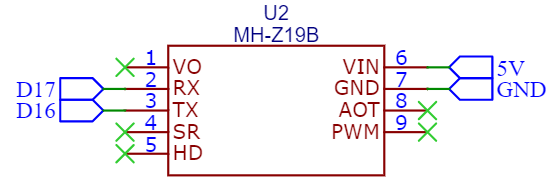 U2
MH-Z19B
1 VO VIN 6 5V
D17 2 RX GND 7 GND
D16 3 TX AOT 8
4 SR PWM 9
5 HD